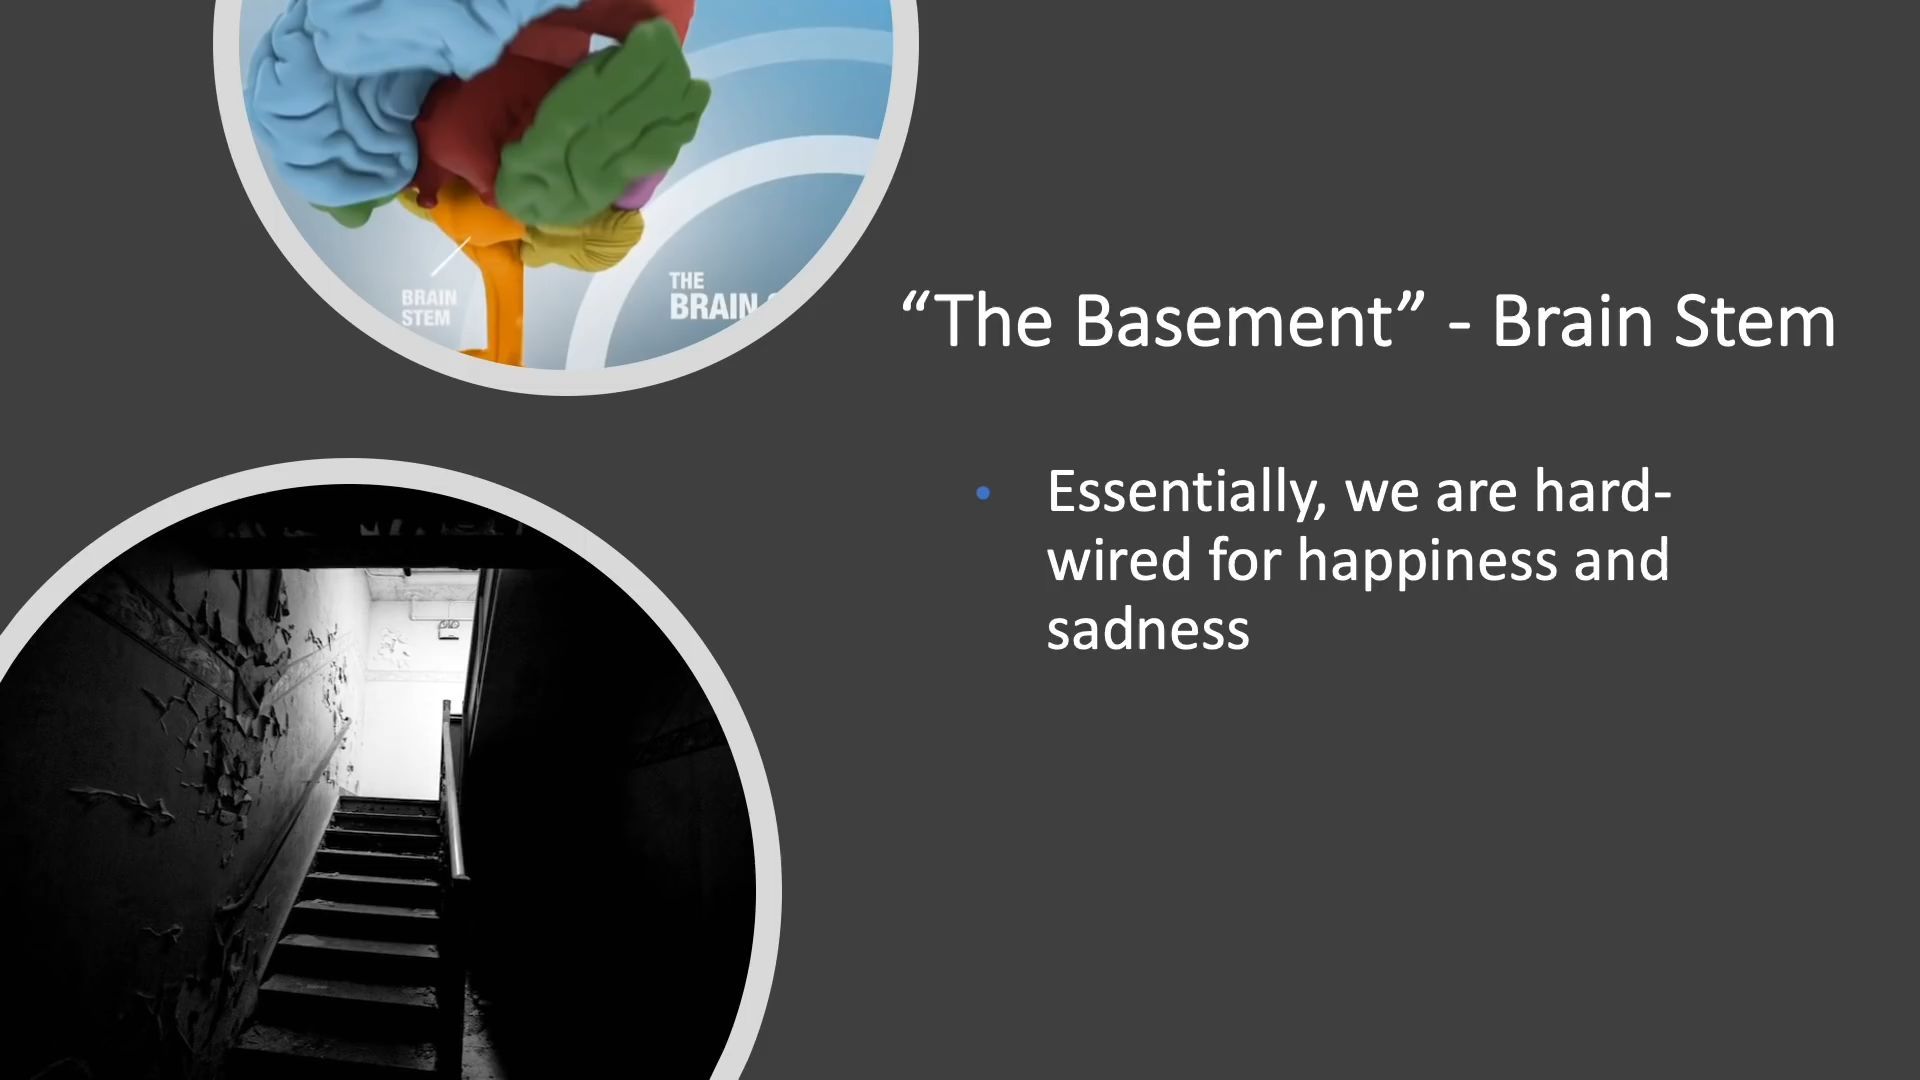 BRAIN
STEM
THE
BRAIN
“The Basement” - Brain Stem
• Essentially, we are hard-
wired for happiness and
sadness